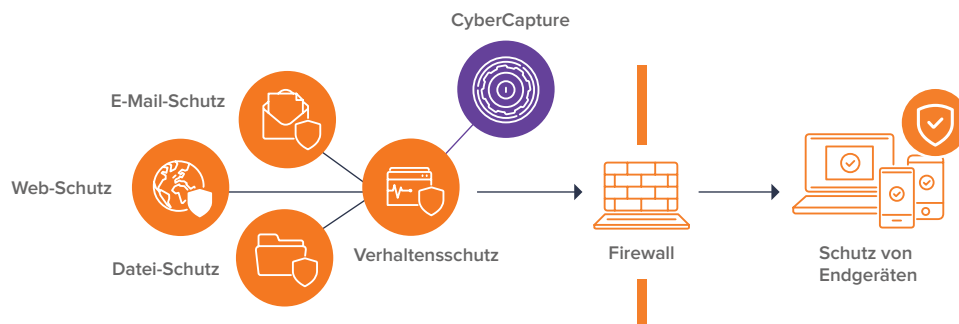 CyberCapture
E-Mail-Schutz
Web-Schutz
Datei-Schutz
Verhaltensschutz
Firewall
Schutz von
Endgeräten